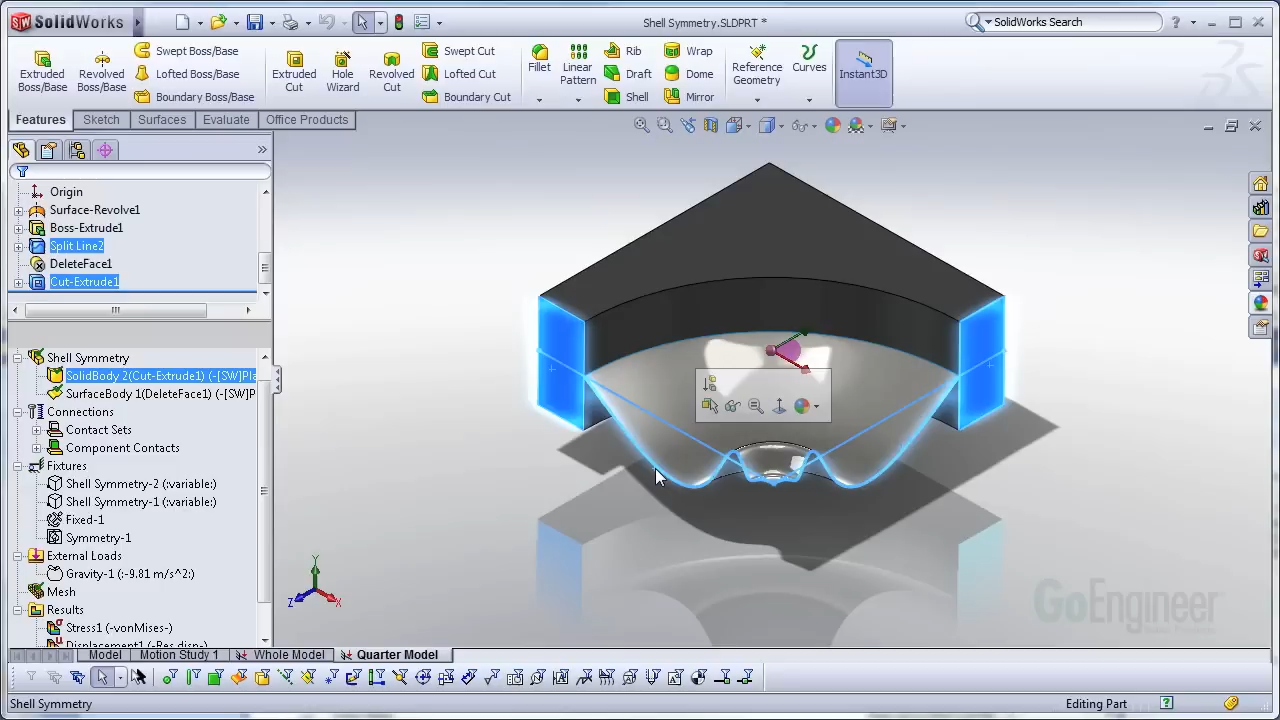 SolidWorks
Shell Symmetry.SLDPRT *
SolidWorks Search
Extruded Boss/Base
Revolved Boss/Base
Swept Boss/Base
Lofted Boss/Base
Boundary Boss/Base
Extruded Cut
Hole Wizard
Revolved Cut
Swept Cut
Lofted Cut
Boundary Cut
Fillet
Linear Pattern
Rib
Draft
Shell
Wrap
Dome
Mirror
Reference Geometry
Curves
Instant3D
Features
Sketch
Surfaces
Evaluate
Office Products
Origin
Surface-Revolve1
Boss-Extrude1
Split Line2
DeleteFace1
Cut-Extrude1
Shell Symmetry
SolidBody 2(Cut-Extrude1) (-[SW]Pla
SurfaceBody 1(DeleteFace1) (-[SW]P
Connections
Contact Sets
Component Contacts
Fixtures
Shell Symmetry-2 (:variable:)
Shell Symmetry-1 (:variable:)
Fixed-1
Symmetry-1
External Loads
Gravity-1 (:-9.81 m/s^2:)
Mesh
Results
Stress1 (-vonMises-)
Displacement1 (-Res disp-)
Y
Z
X
GoEngineer
Model
Motion Study 1
Whole Model
Quarter Model
Shell Symmetry
Editing Part